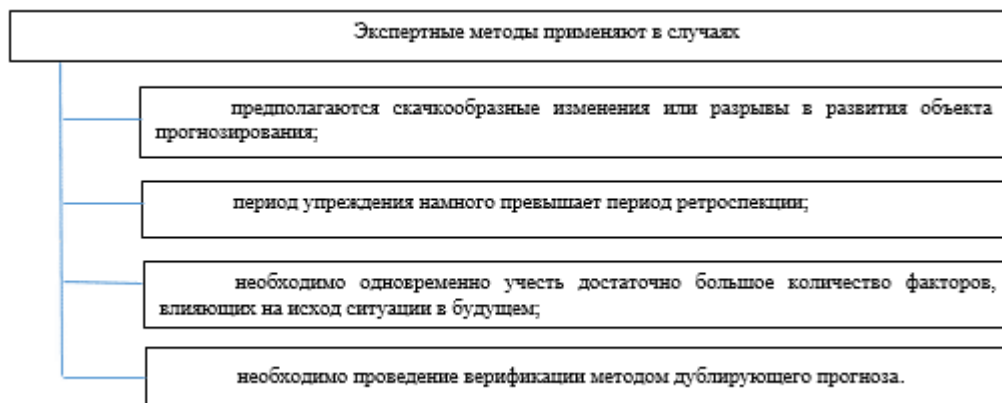 Экспертные методы применяют в случаях
предполагаются скачкообразные изменения или разрывы в развития объекта
прогнозирования;
период упреждения намного превышает период ретроспекции;
необходимо одновременно учесть достаточно большое количество факторов,
влияющих на исход ситуации в будущем;
необходимо проведение верификации методом дублирующего прогноза.